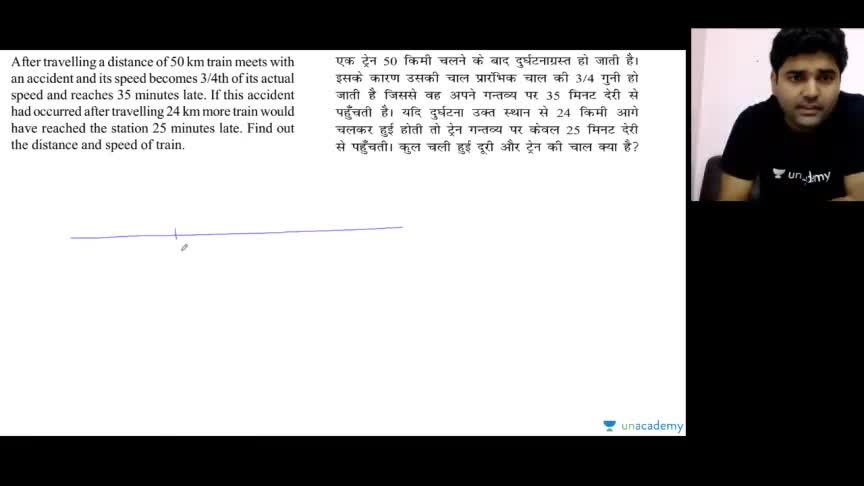 After travelling a distance of 50 km train meets with
an accident and its speed becomes 3/4th of its actual
speed and reaches 35 minutes late. If this accident
had occurred after travelling 24 km more train would
have reached the station 25 minutes late. Find out
the distance and speed of train.
एक ट्रेन 50 किमी चलने के बाद दुर्घटनाग्रस्त हो जाती है।
इसके कारण उसकी चाल प्रारंभिक चाल की 3/4 गुनी हो
जाती है जिससे वह अपने गन्तव्य पर 35 मिनट देरी से
पहुँचती है। यदि दुर्घटना उक्त स्थान से 24 किमी आगे
चलकर हुई होती तो ट्रेन गन्तव्य पर केवल 25 मिनट देरी
से पहुँचती। कुल चली हुई दूरी और ट्रेन की चाल क्या है?
unacademy
unacademy